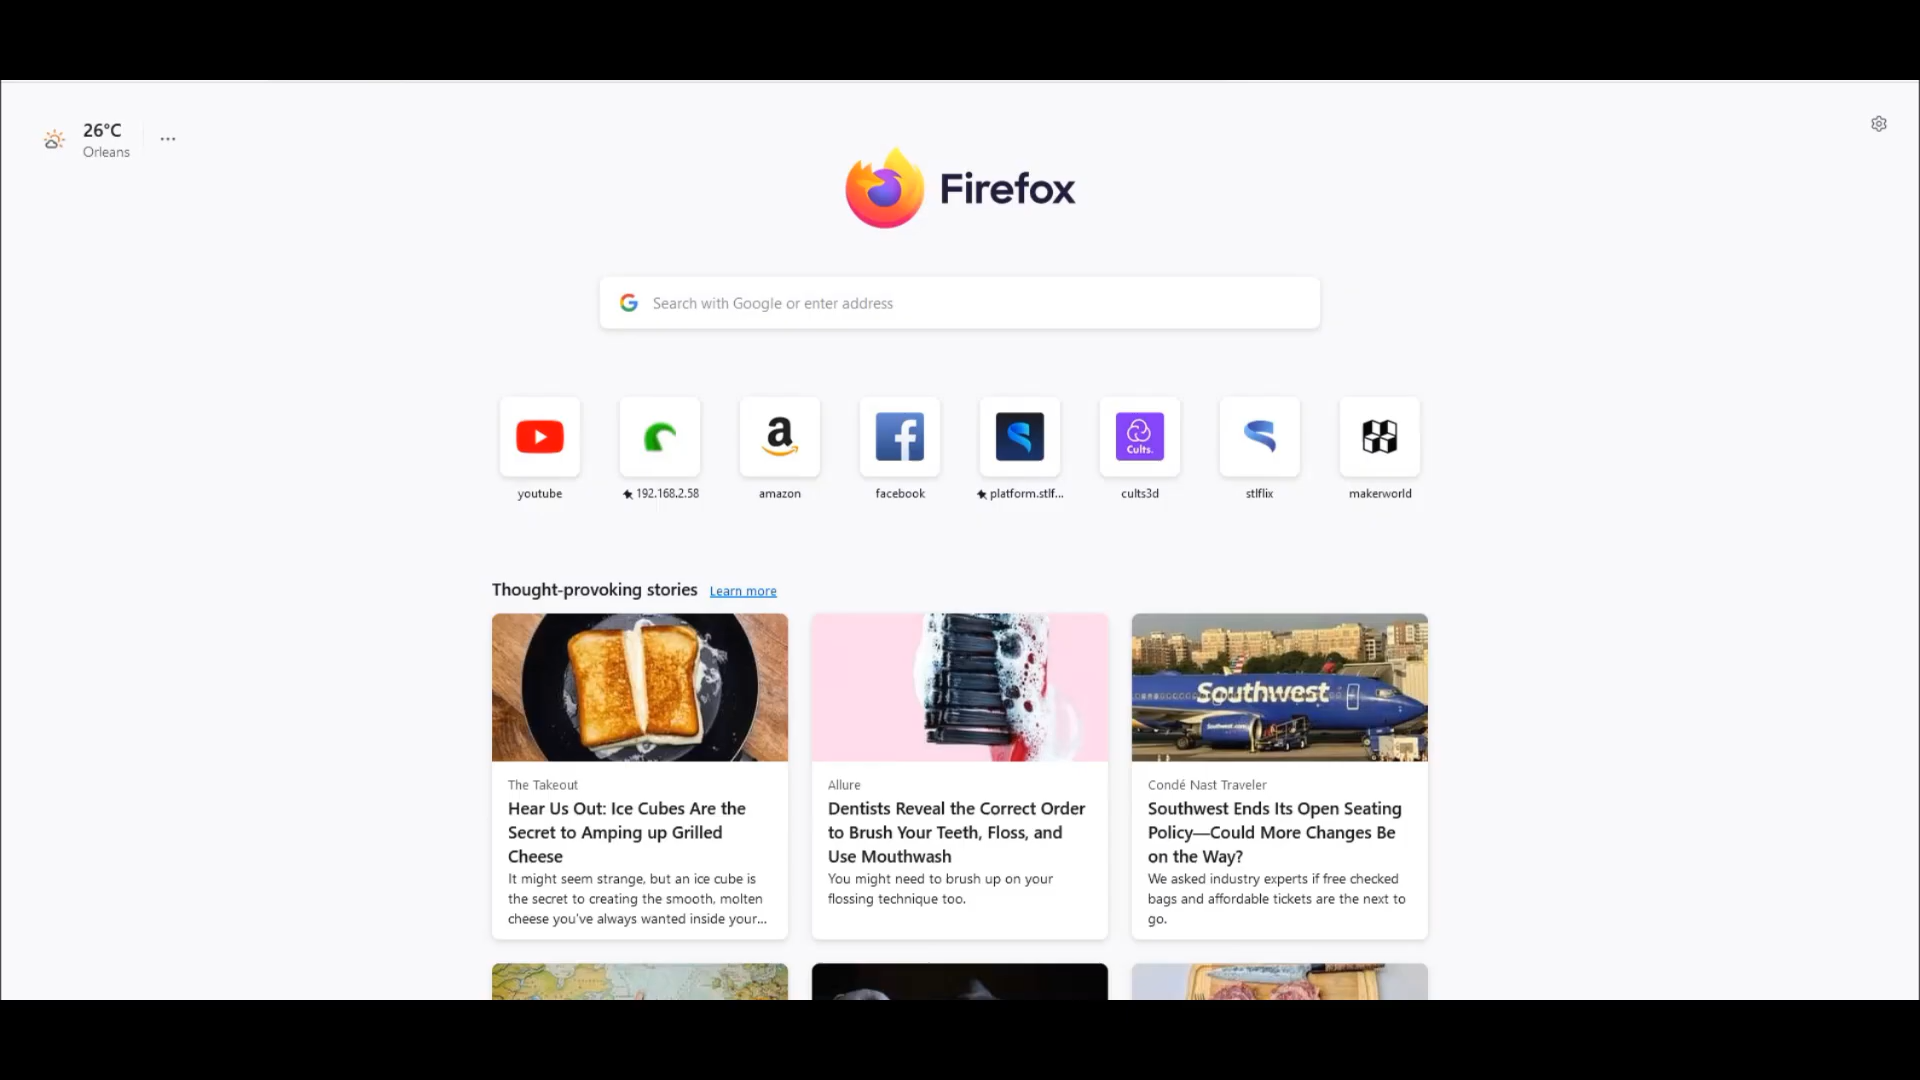 26°C
Orleans
Firefox
Search with Google or enter address
Cults.
youtube
192.168.2.58
amazon
facebook
platform.stlf...
cults3d
stlflix
makerworld
Thought-provoking stories Learn more
Southwest
The Takeout
Hear Us Out: Ice Cubes Are the
Secret to Amping up Grilled
Cheese
It might seem strange, but an ice cube is
the secret to creating the smooth, molten
cheese you've always wanted inside your...
Allure
Dentists Reveal the Correct Order
to Brush Your Teeth, Floss, and
Use Mouthwash
You might need to brush up on your
flossing technique too.
Condé Nast Traveler
Southwest Ends Its Open Seating
Policy—Could More Changes Be
on the Way?
We asked industry experts if free checked
bags and affordable tickets are the next to
go.